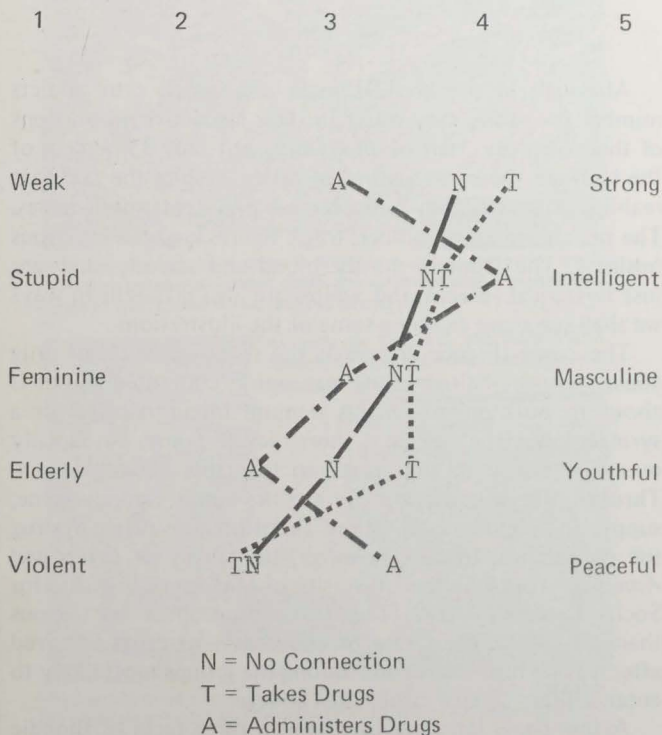 1 2 3 4 5
Weak A N T Strong
Stupid NT A Intelligent
Feminine A NT Masculine
Elderly A N T Youthful
Violent TN A Peaceful
N = No Connection
T = Takes Drugs
A = Administers Drugs